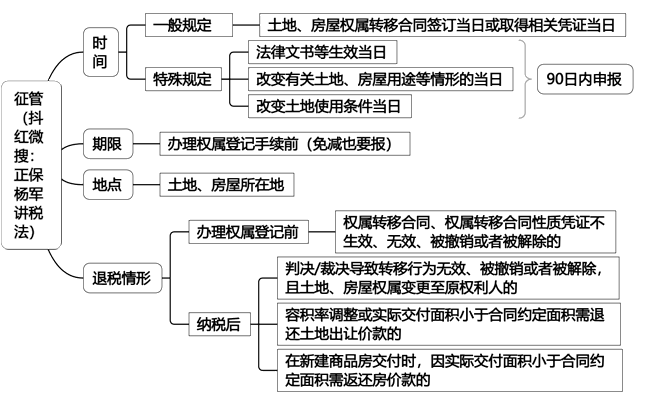 征管
（抖
红微
搜：
正保
杨军
讲税
法）
时
间
一般规定
土地、房屋权属转移合同签订当日或取得相关凭证当日
特殊规定
法律文书等生效当日
改变有关土地、房屋用途等情形的当日
改变土地使用条件当日
90日内申报
期限
办理权属登记手续前（免减也要报）
地点
土地、房屋所在地
退税情形
办理权属登记前
权属转移合同、权属转移合同性质凭证不
生效、无效、被撤销或者被解除的
纳税后
判决/裁决导致转移行为无效、被撤销或者被解除，
且土地、房屋权属变更至原权利人的
容积率调整或实际交付面积小于合同约定面积需退
还土地出让价款的
在新建商品房交付时，因实际交付面积小于合同约
定面积需返还房价款的